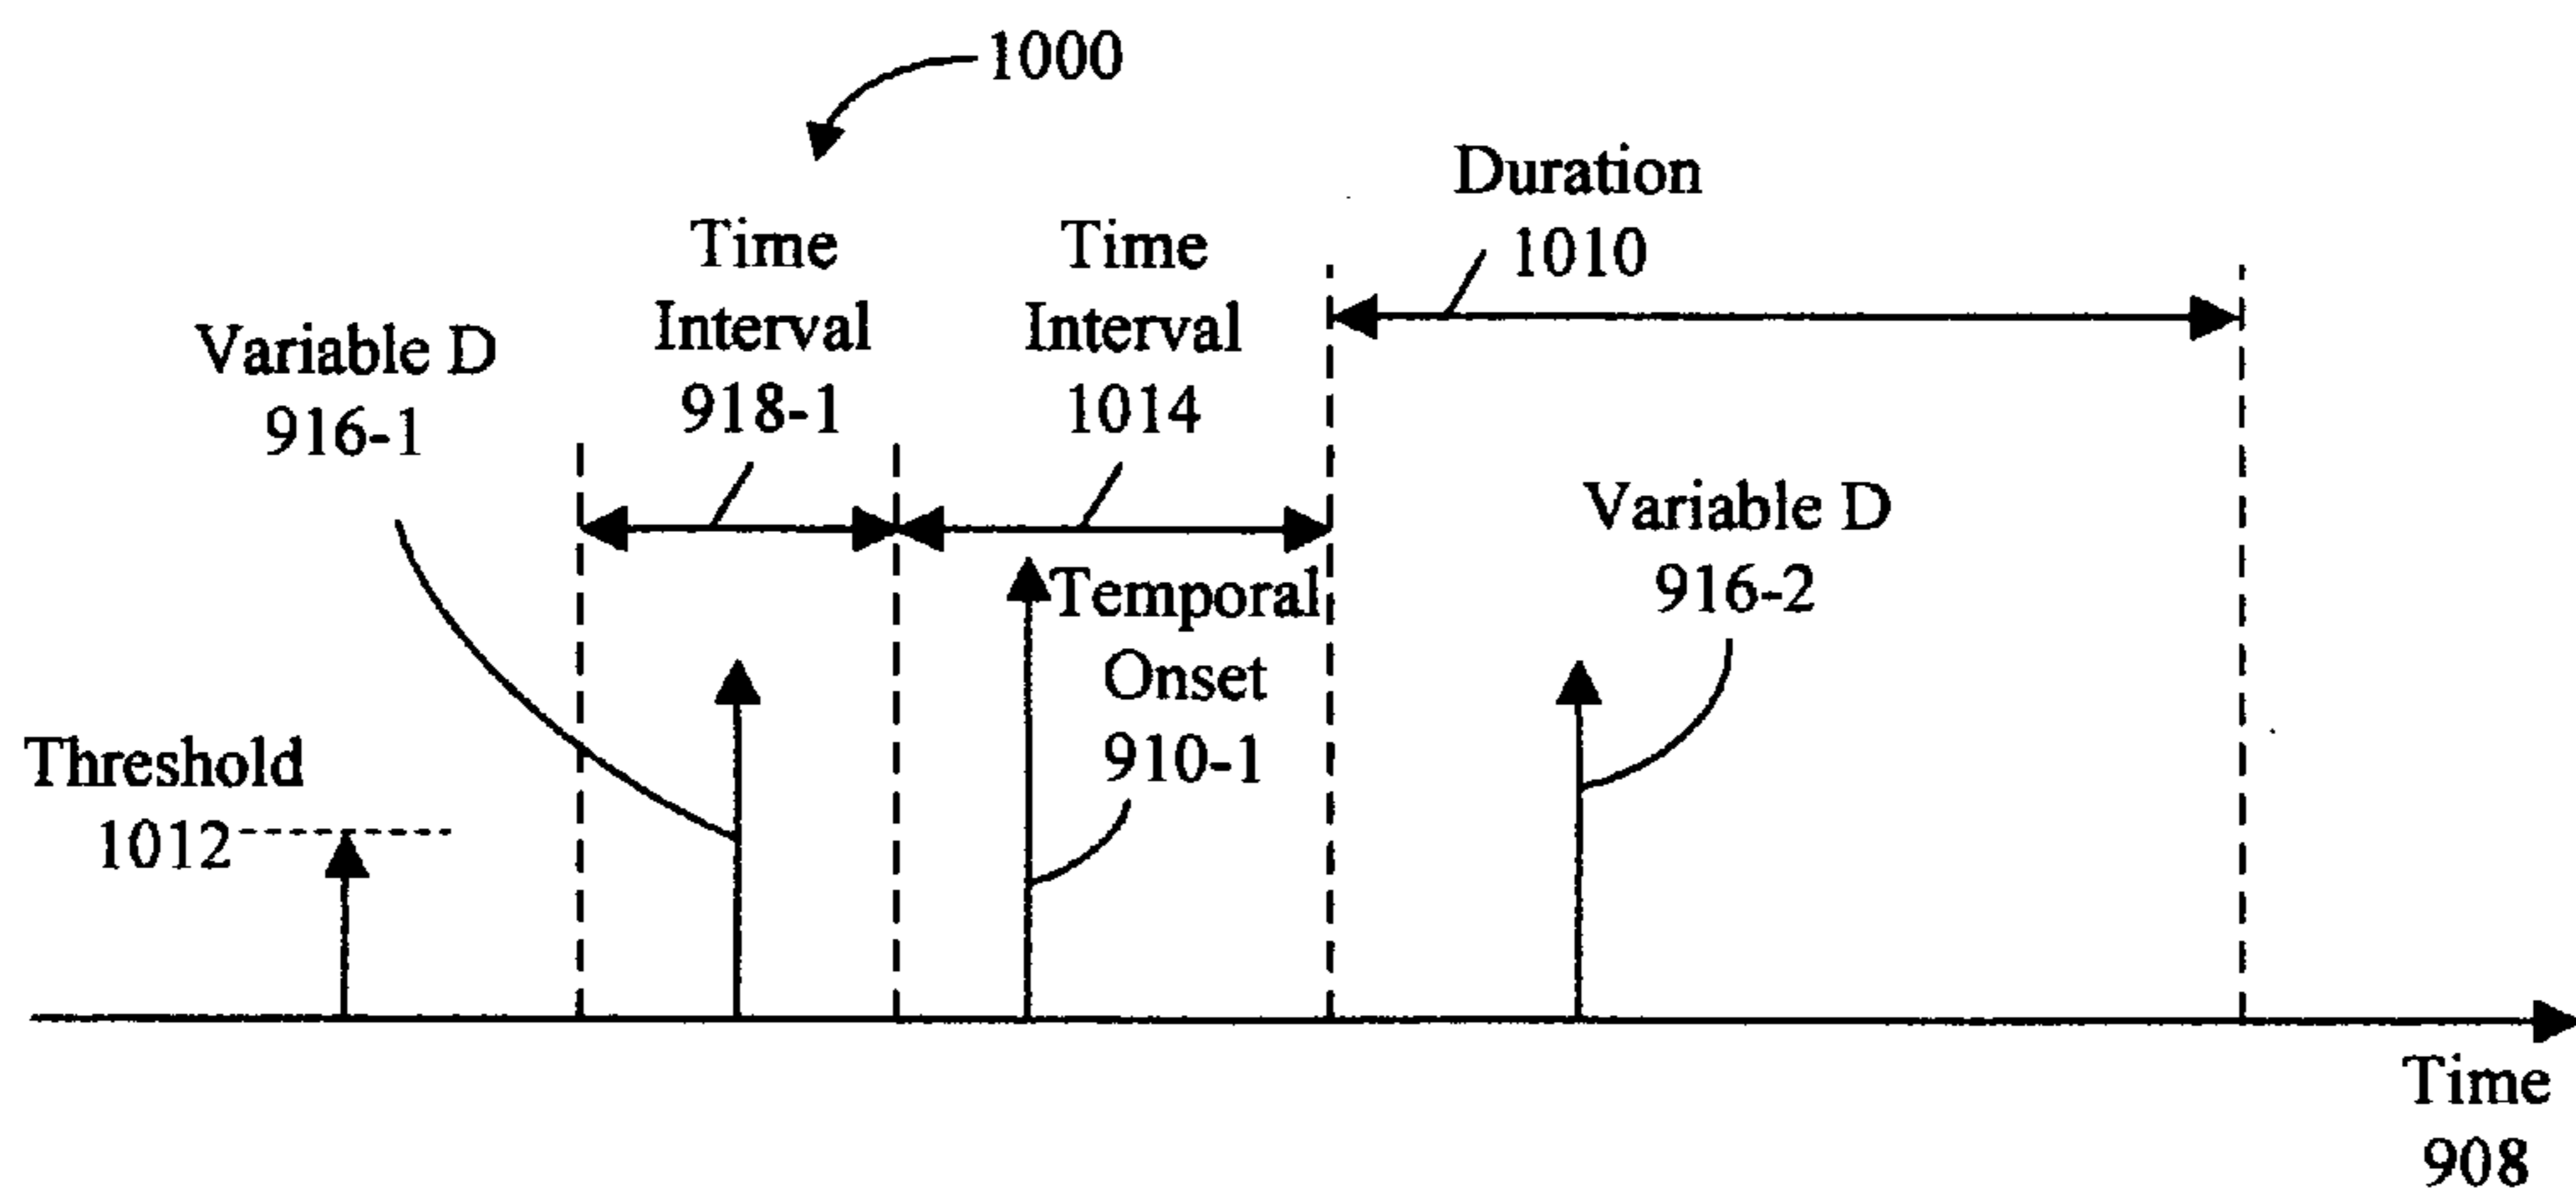 1000
Duration
1010
Time
Interval
918-1
Time
Interval
1014
Variable D
916-1
Variable D
916-2
Temporal
Onset
910-1
Threshold
1012
Time
908